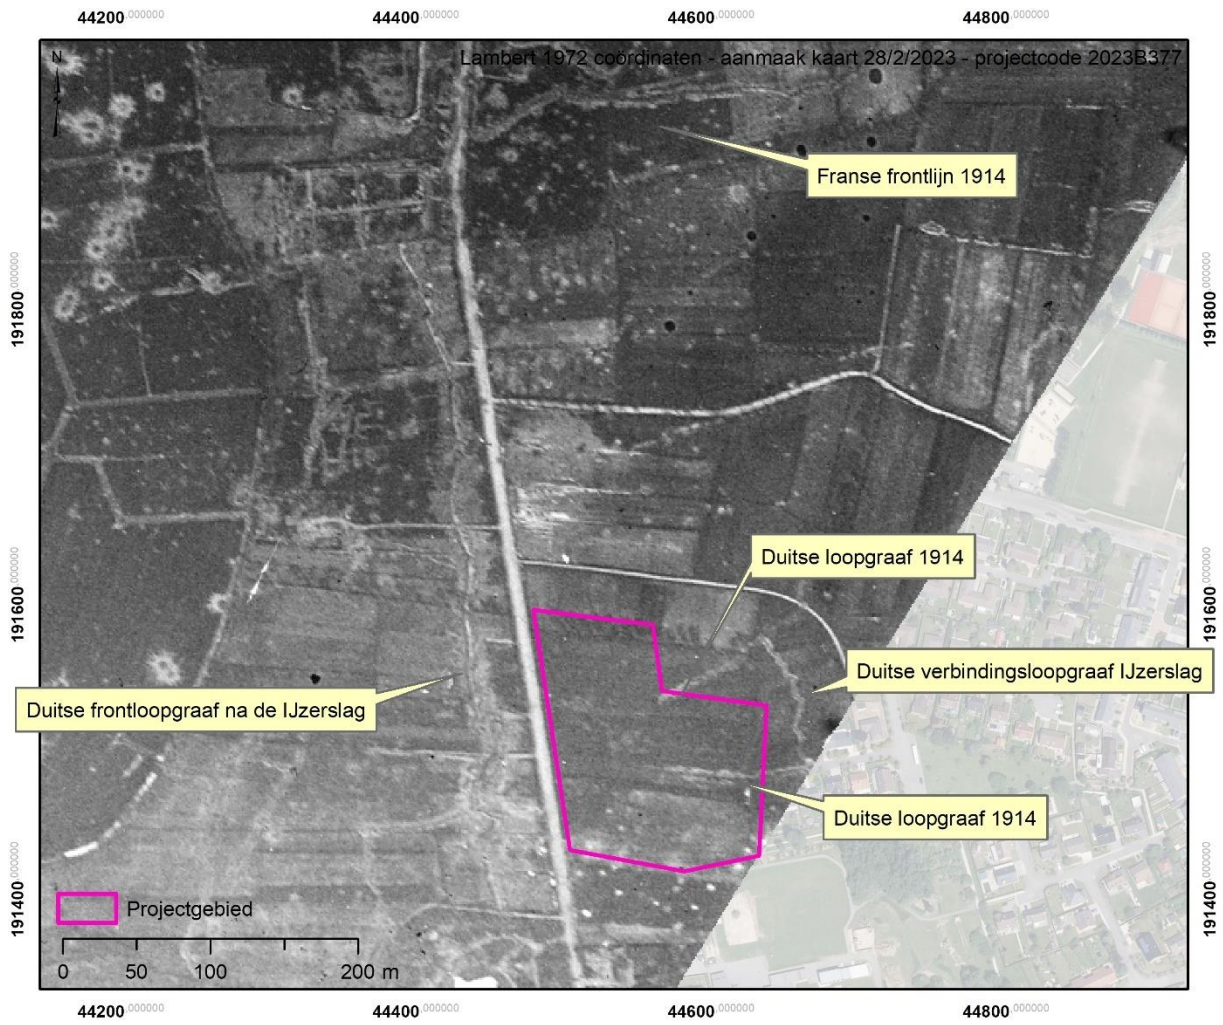 44200,000000 44400,000000 44600,000000 44800,000000
N
Lambert 1972 coördinaten - aanmaak kaart 28/2/2023 - projectcode 2023B377
Franse frontlijn 1914
191800,000000 191800,000000
Duitse loopgraaf 1914
191600,000000 191600,000000
Duitse verbindingsloopgraaf IJzerslag
Duitse frontloopgraaf na de IJzerslag
Duitse loopgraaf 1914
191400,000000 191400,000000
Projectgebied
0 50 100 200 m
44200,000000 44400,000000 44600,000000 44800,000000